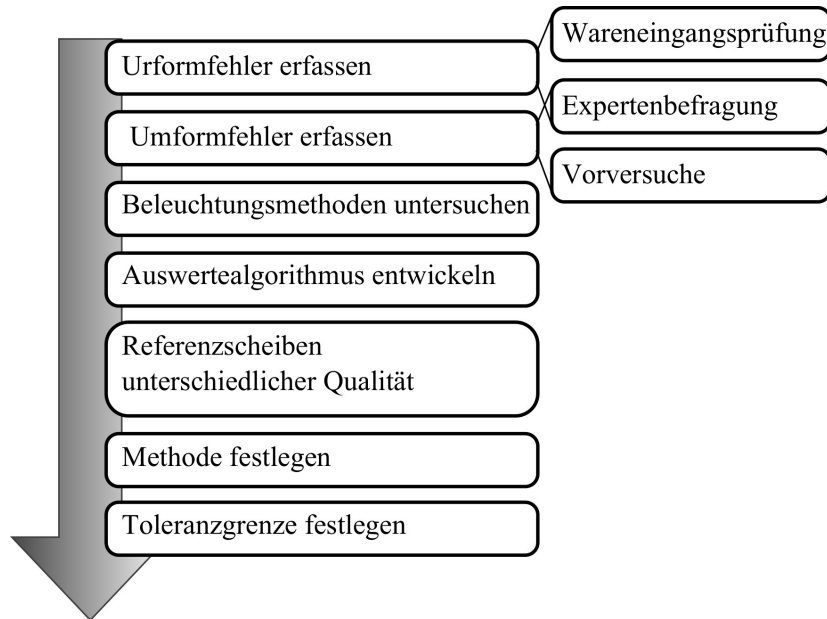 Urformfehler erfassen
Wareneingangsprüfung
Umformfehler erfassen
Expertenbefragung
Vorversuche
Beleuchtungsmethoden untersuchen
Auswertealgorithmus entwickeln
Referenzscheiben
unterschiedlicher Qualität
Methode festlegen
Toleranzgrenze festlegen